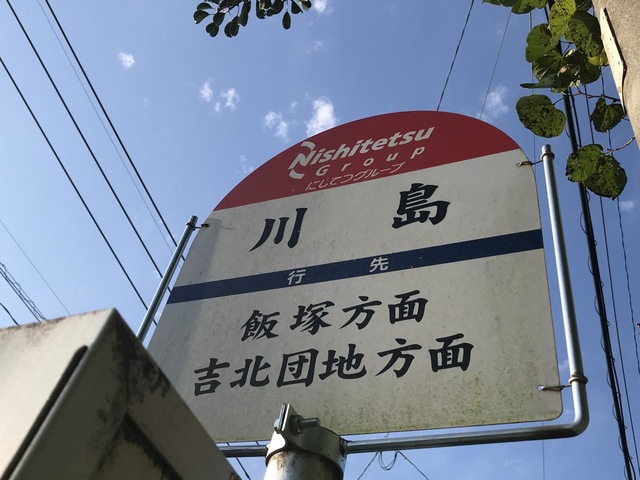 Nishitetsu
Group
にしてつグループ
川島
行先
飯塚方面
吉北団地方面